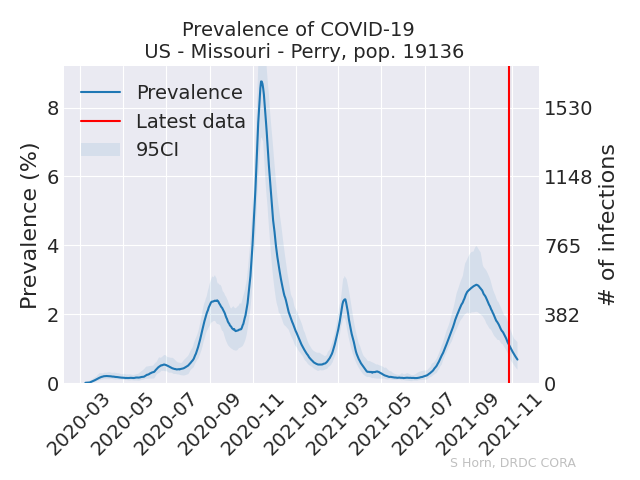 Prevalence of COVID-19
US - Missouri - Perry, pop. 19136
Prevalence
Latest data
95CI
Prevalence (%)
8
6
4
2
0
1530
1148
765
382
0
# of infections
2020-03
2020-05
2020-07
2020-09
2020-11
2021-01
2021-03
2021-05
2021-07
2021-09
2021-11
S Horn, DRDC CORA